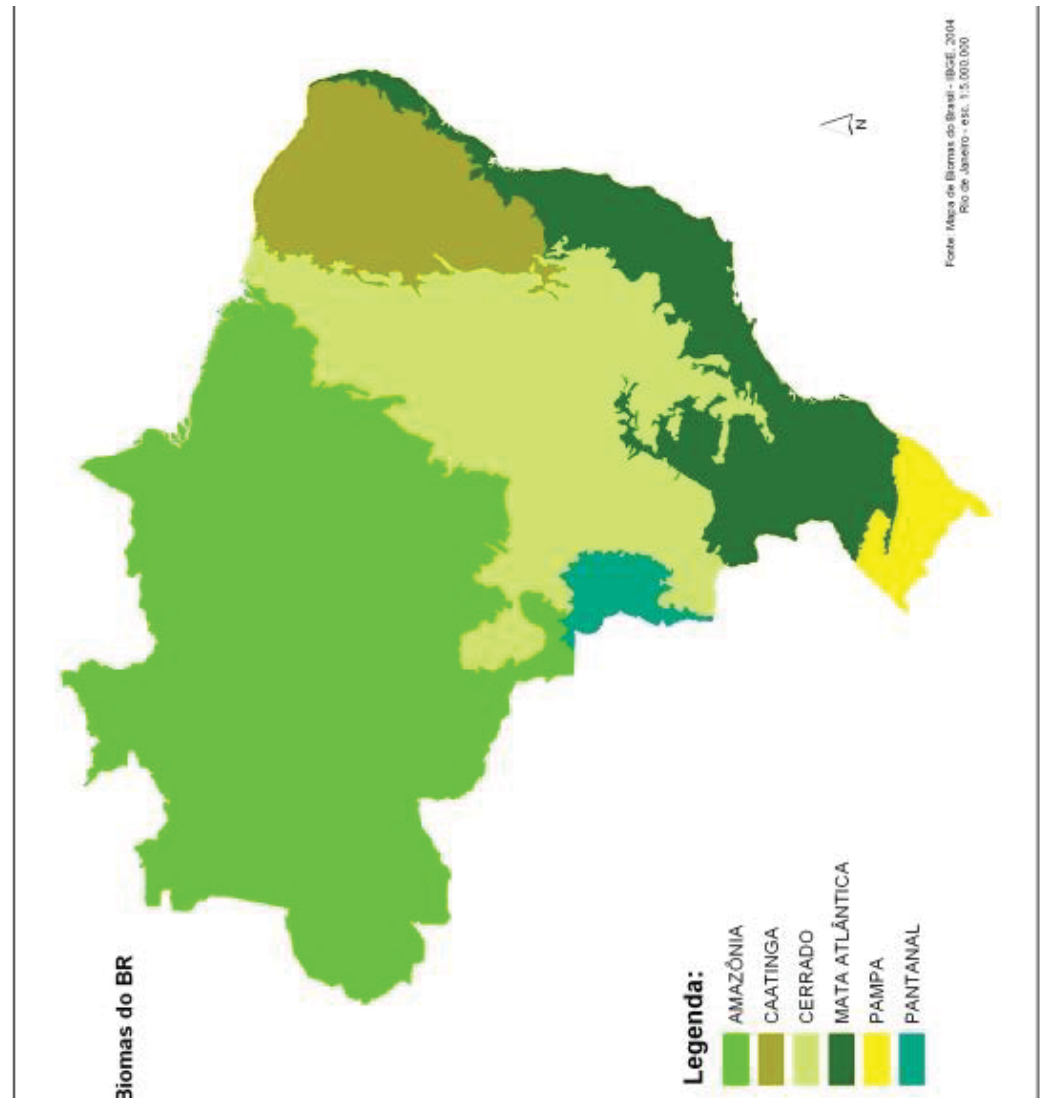 Biomas do BR
N
Fonte: Mapa de Biomas do Brasil - IBGE, 2004
Rio de Janeiro - esc. 1:5.000.000
Legenda:
AMAZÔNIA
CAATINGA
CERRADO
MATA ATLÂNTICA
PAMPA
PANTANAL